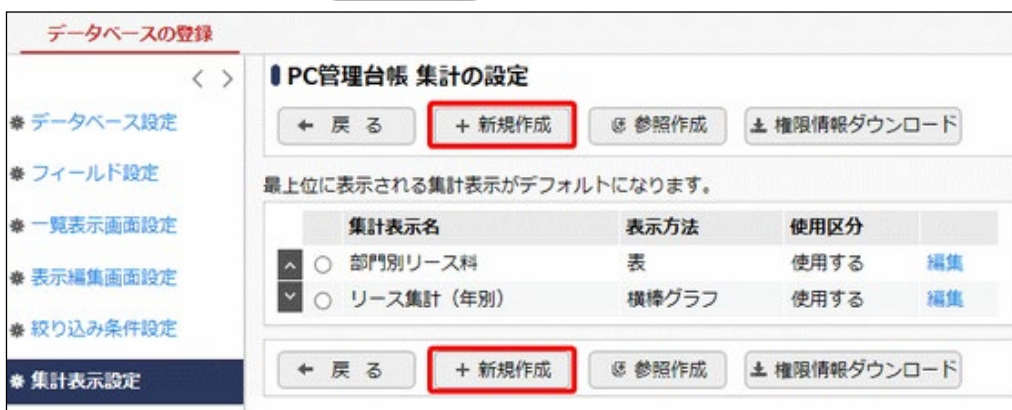 データベースの登録
< >
データベース設定
フィールド設定
一覧表示画面設定
表示編集画面設定
絞り込み条件設定
集計表示設定
PC管理台帳 集計の設定
戻 る + 新規作成 参照作成 権限情報ダウンロード
最上位に表示される集計表示がデフォルトになります。
集計表示名 表示方法 使用区分
部門別リース料 表 使用する 編集
リース集計（年別） 横棒グラフ 使用する 編集
戻 る + 新規作成 参照作成 権限情報ダウンロード